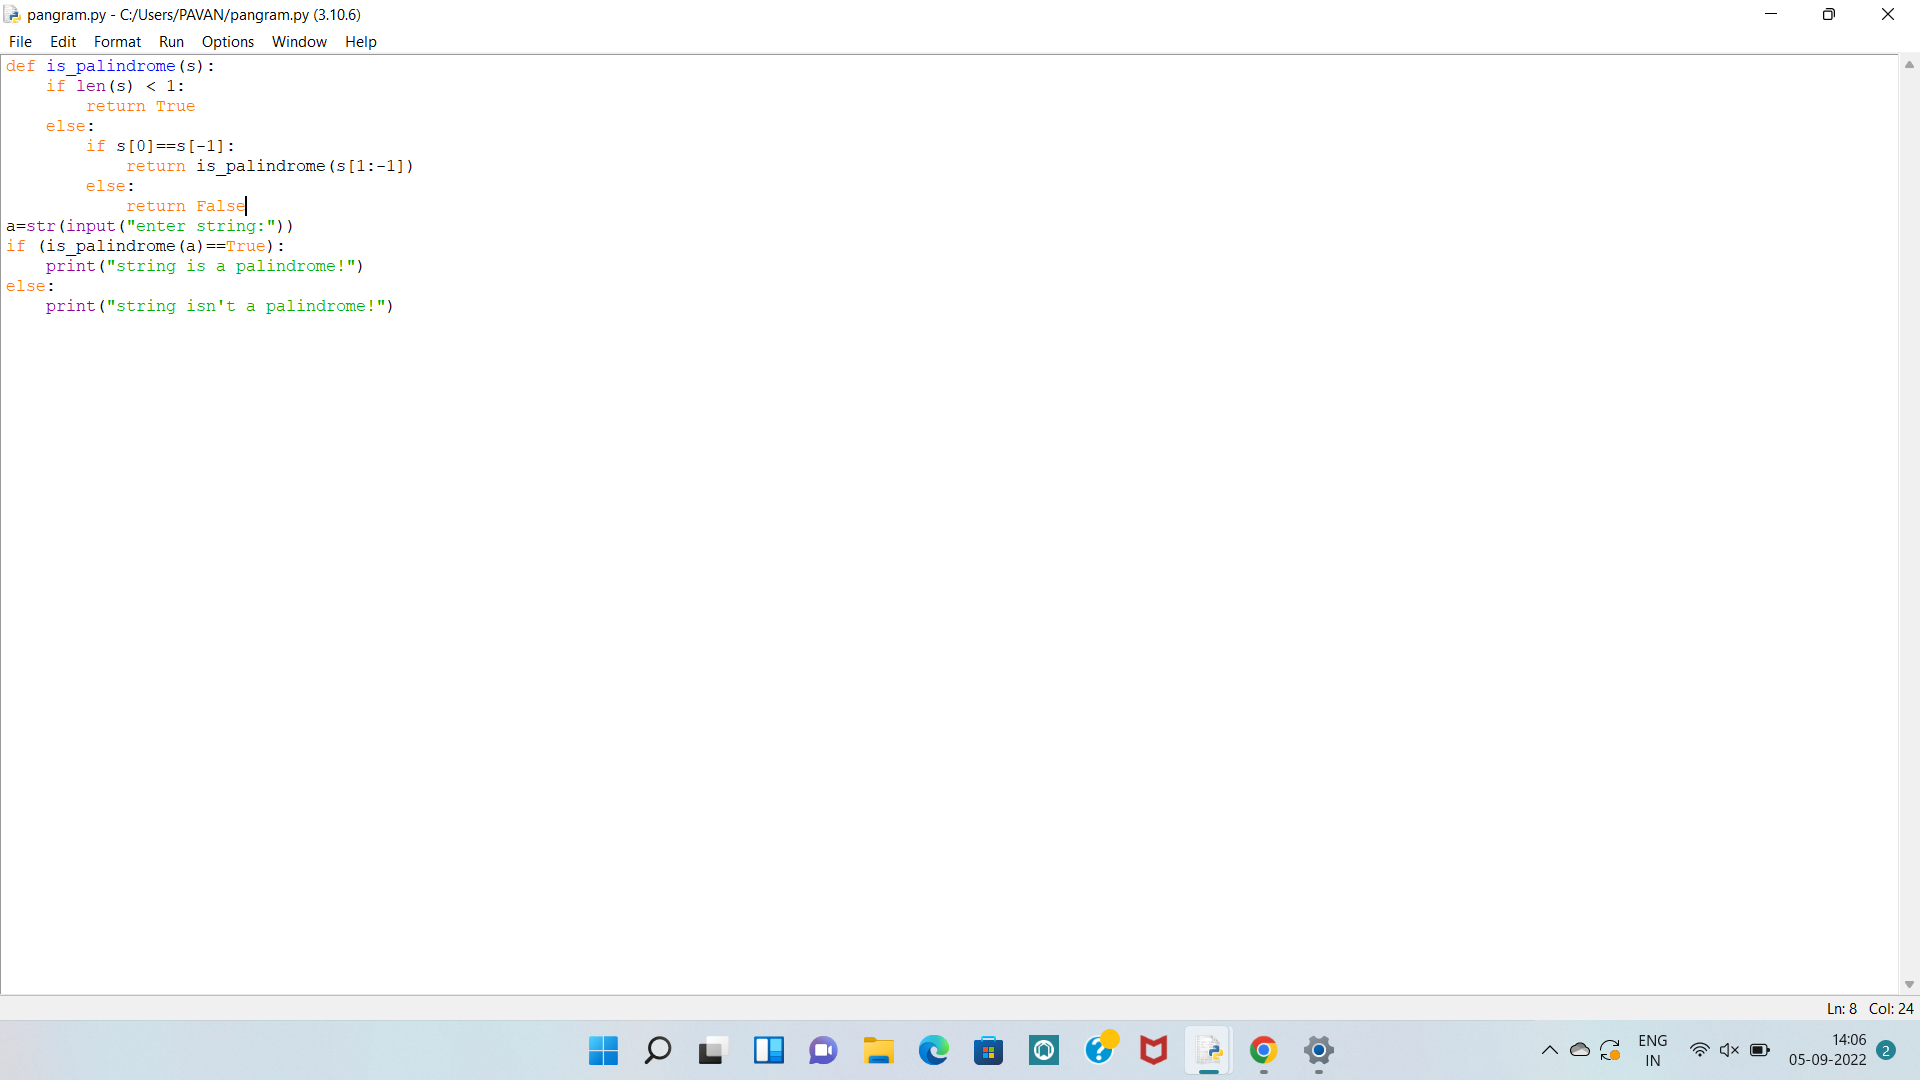 pangram.py - C:/Users/PAVAN/pangram.py (3.10.6)
File Edit Format Run Options Window Help
def is_palindrome(s):
    if len(s) < 1:
        return True
    else:
        if s[0]==s[-1]:
            return is_palindrome(s[1:-1])
        else:
            return False
a=str(input("enter string:"))
if (is_palindrome(a)==True):
    print("string is a palindrome!")
else:
    print("string isn't a palindrome!")
Ln: 8 Col: 24
ENG
IN
14:06
05-09-2022
2